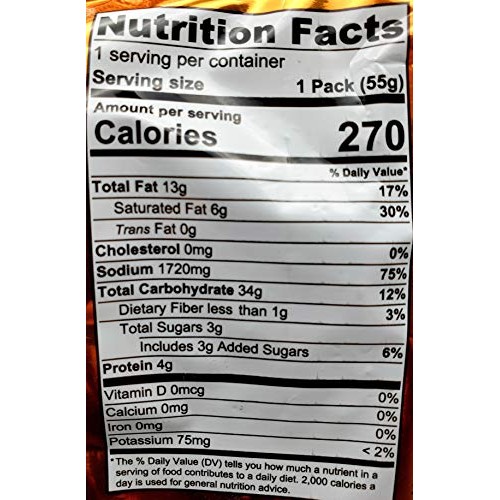 Nutrition Facts
1 serving per container
Serving size 1 Pack (55g)
Amount per serving
Calories 270
% Daily Value*
Total Fat 13g 17%
Saturated Fat 6g 30%
Trans Fat 0g
Cholesterol 0mg 0%
Sodium 1720mg 75%
Total Carbohydrate 34g 12%
Dietary Fiber less than 1g 3%
Total Sugars 3g
Includes 3g Added Sugars 6%
Protein 4g
Vitamin D 0mcg 0%
Calcium 0mg 0%
Iron 0mg 0%
Potassium 75mg < 2%
*The % Daily Value (DV) tells you how much a nutrient in a
serving of food contributes to a daily diet. 2,000 calories a
day is used for general nutrition advice.